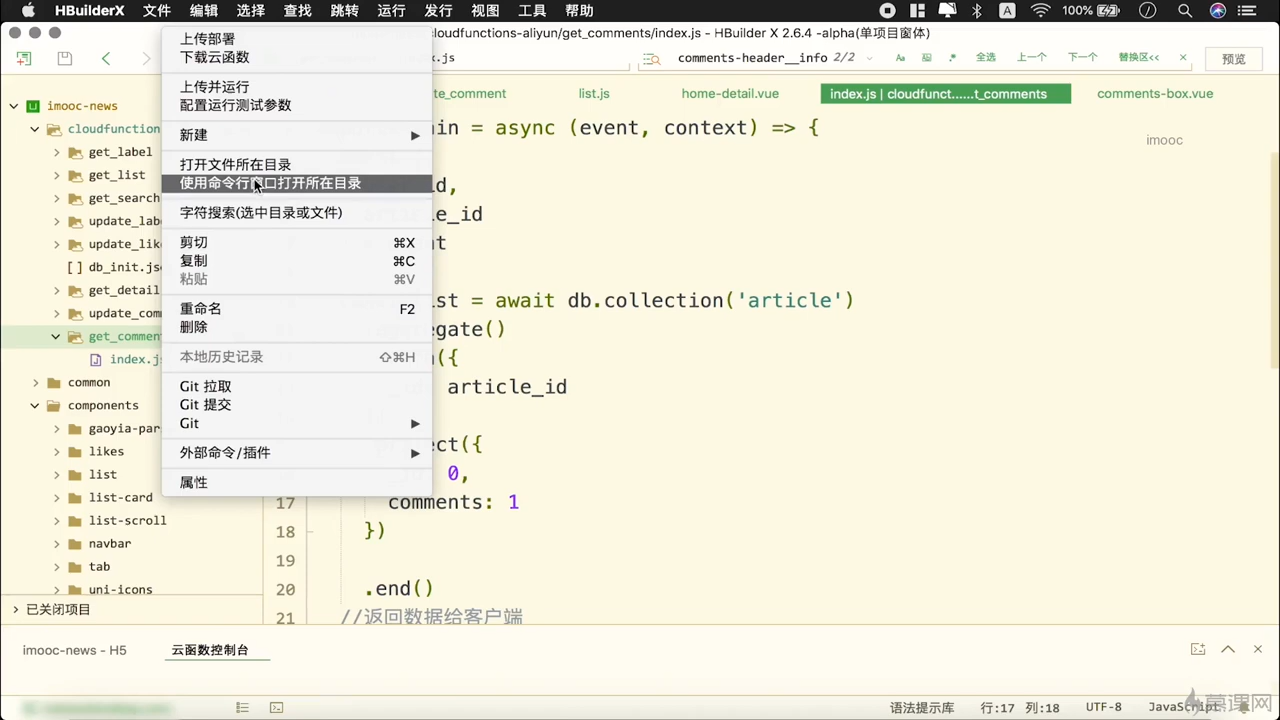 HBuilderX 文件 编辑 选择 查找 跳转 运行 发行 视图 工具 帮助 A 100%
cloudfunctions-aliyun/get_comments/index.js - HBuilder X 2.6.4 -alpha(单项目窗体)
.js comments-header__info 2/2 Aa 全选 上一个 下一个 替换区<< 预览
te_comment list.js home-detail.vue index.js | cloudfunct......t_comments comments-box.vue
imooc-news
cloudfunction
get_label
get_list
get_search
update_lab
update_lik
db_init.js
get_detail
update_com
get_commen
index.j
common
components
gaoyia-par
likes
list
list-card
list-scroll
navbar
tab
uni-icons
已关闭项目
上传部署
下载云函数
上传并运行
配置运行测试参数
新建
打开文件所在目录
使用命令行窗口打开所在目录
字符搜索(选中目录或文件)
剪切 ⌘X
复制 ⌘C
粘贴 ⌘V
重命名 F2
删除
本地历史记录 ⇧⌘H
Git 拉取
Git 提交
Git
外部命令/插件
属性
in = async (event, context) => {
imooc
id,
article_id
nt
st = await db.collection('article')
egate()
({
article_id
ect({
0,
17 comments: 1
18 })
19
20 .end()
21 //返回数据给客户端
imooc-news - H5 云函数控制台
语法提示库 行:17 列:18 UTF-8 JavaScript
慕课网